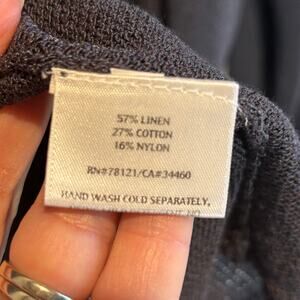 57% LINEN
27% COTTON
16% NYLON
RN#78121/CA#34460
HAND WASH COLD SEPARATELY,